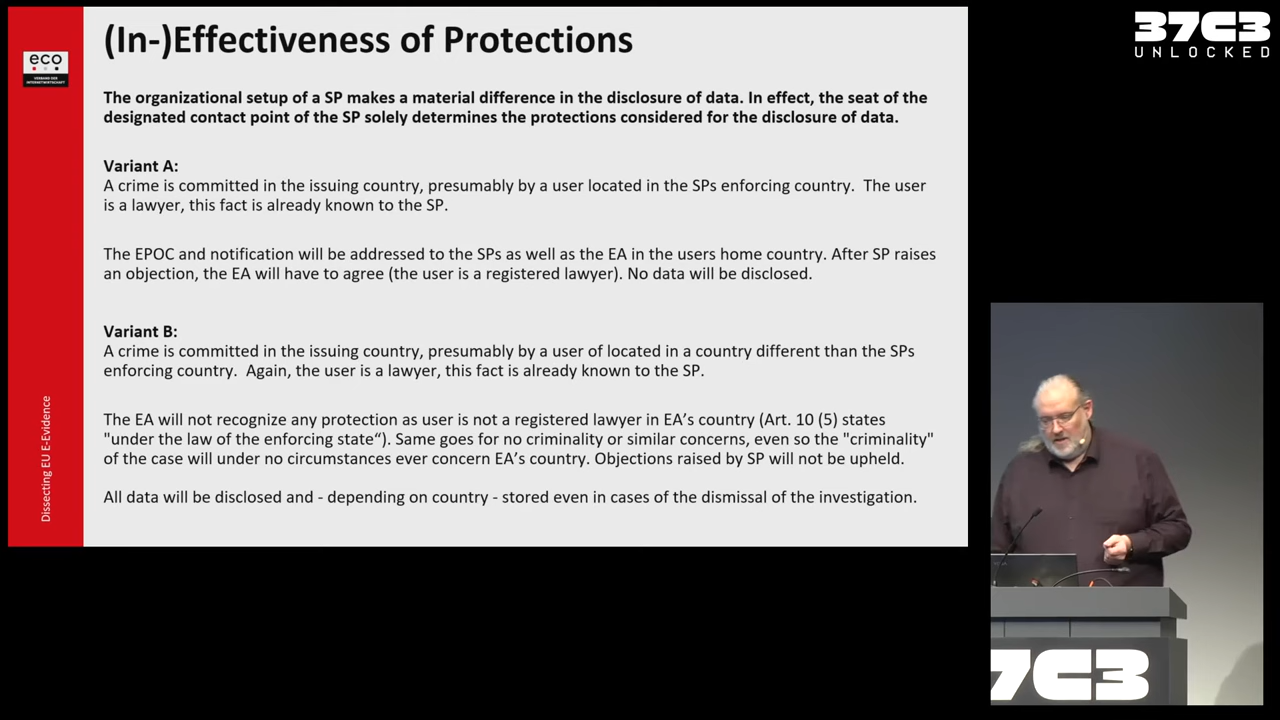 (In-)Effectiveness of Protections
eco
VERBAND DER
INTERNETWIRTSCHAFT
The organizational setup of a SP makes a material difference in the disclosure of data. In effect, the seat of the
designated contact point of the SP solely determines the protections considered for the disclosure of data.
Variant A:
A crime is committed in the issuing country, presumably by a user located in the SPs enforcing country.  The user
is a lawyer, this fact is already known to the SP.
The EPOC and notification will be addressed to the SPs as well as the EA in the users home country. After SP raises
an objection, the EA will have to agree (the user is a registered lawyer). No data will be disclosed.
Variant B:
A crime is committed in the issuing country, presumably by a user of located in a country different than the SPs
enforcing country.  Again, the user is a lawyer, this fact is already known to the SP.
The EA will not recognize any protection as user is not a registered lawyer in EA’s country (Art. 10 (5) states
"under the law of the enforcing state“). Same goes for no criminality or similar concerns, even so the "criminality"
of the case will under no circumstances ever concern EA’s country. Objections raised by SP will not be upheld.
All data will be disclosed and - depending on country - stored even in cases of the dismissal of the investigation.
Dissecting EU E-Evidence
37C3
UNLOCKED
37C3